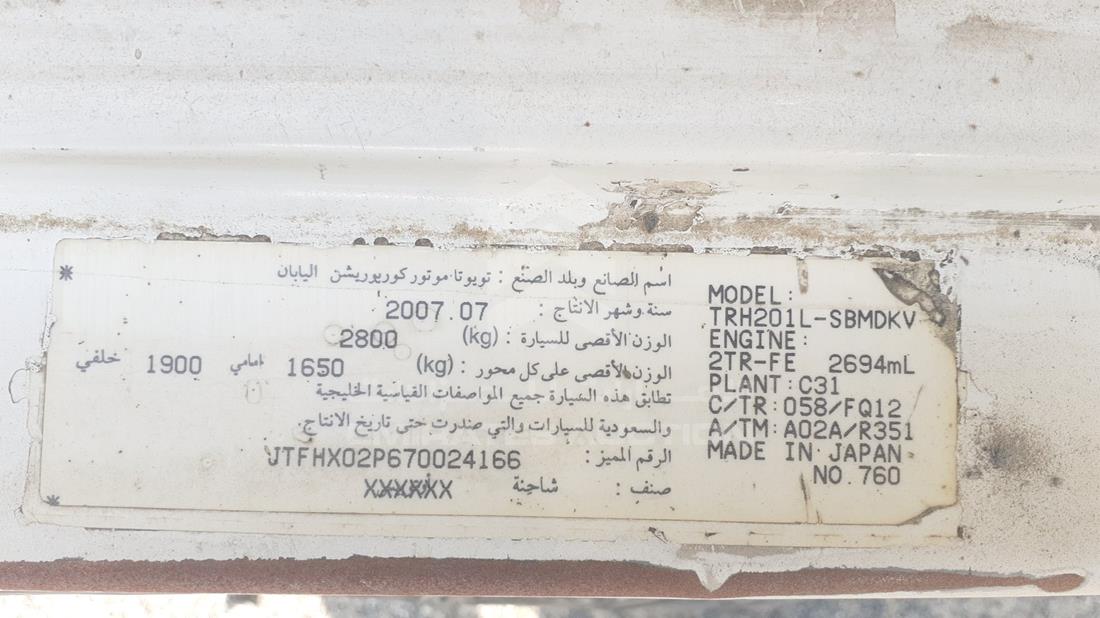 * اسم الصانع وبلد الصنع : تويوتا موتور كوربوريشن اليابان
سنة وشهر الانتاج : 2007.07
الوزن الأقصى للسيارة : (kg) 2800
الوزن الأقصى على كل محور : (kg) 1650 امامي 1900 خلفي
تطابق هذه السيارة جميع المواصفات القياسية الخليجية
والسعودية للسيارات والتي صدرت حتى تاريخ الانتاج.
الرقم المميز : JTFHX02P670024166
* صنف : شاحنة XXXXXX
MODEL:
TRH201L-SBMDKV
ENGINE:
2TR-FE 2694mL
PLANT: C31
C/TR: 058/FQ12
A/TM: A02A/R351
MADE IN JAPAN
NO. 760
EMIRATES AUCTION